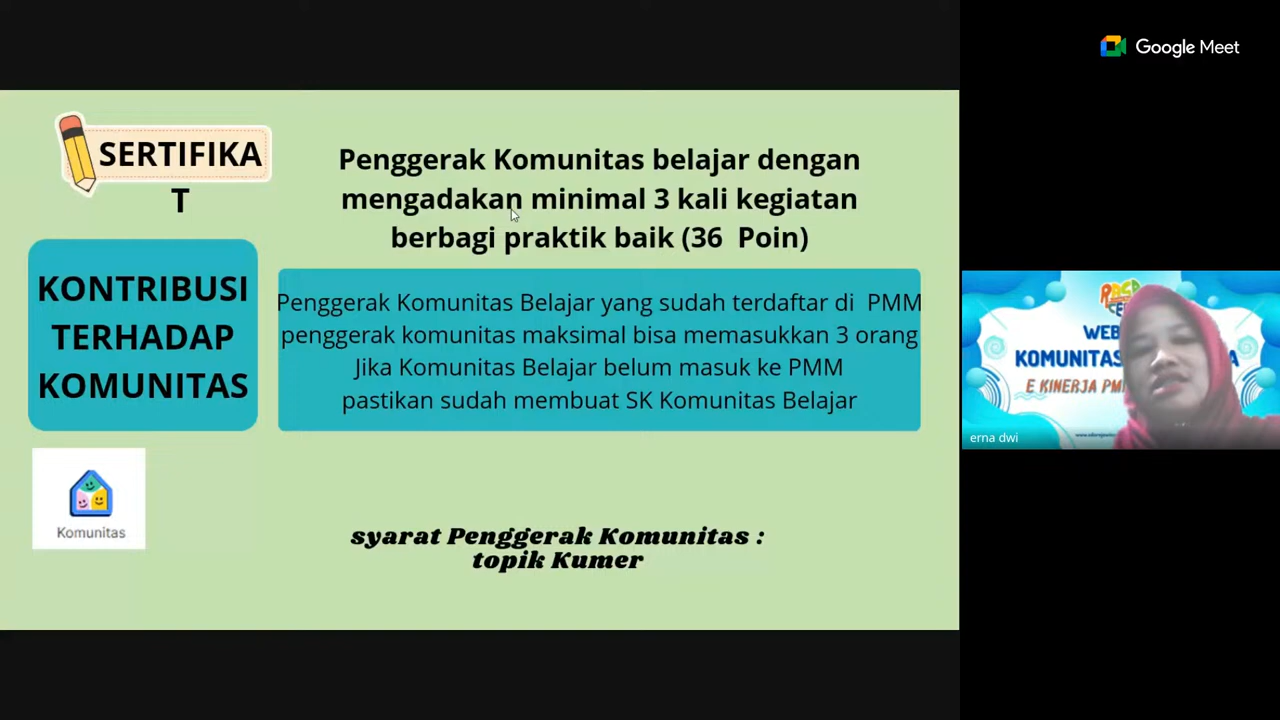 Google Meet
SERTIFIKA
T
Penggerak Komunitas belajar dengan
mengadakan minimal 3 kali kegiatan
berbagi praktik baik (36 Poin)
KONTRIBUSI
TERHADAP
KOMUNITAS
Penggerak Komunitas Belajar yang sudah terdaftar di PMM
penggerak komunitas maksimal bisa memasukkan 3 orang
Jika Komunitas Belajar belum masuk ke PMM
pastikan sudah membuat SK Komunitas Belajar
Komunitas
syarat Penggerak Komunitas :
topik Kumer
WEB
KOMUNITAS
E KINERJA PM
erna dwi